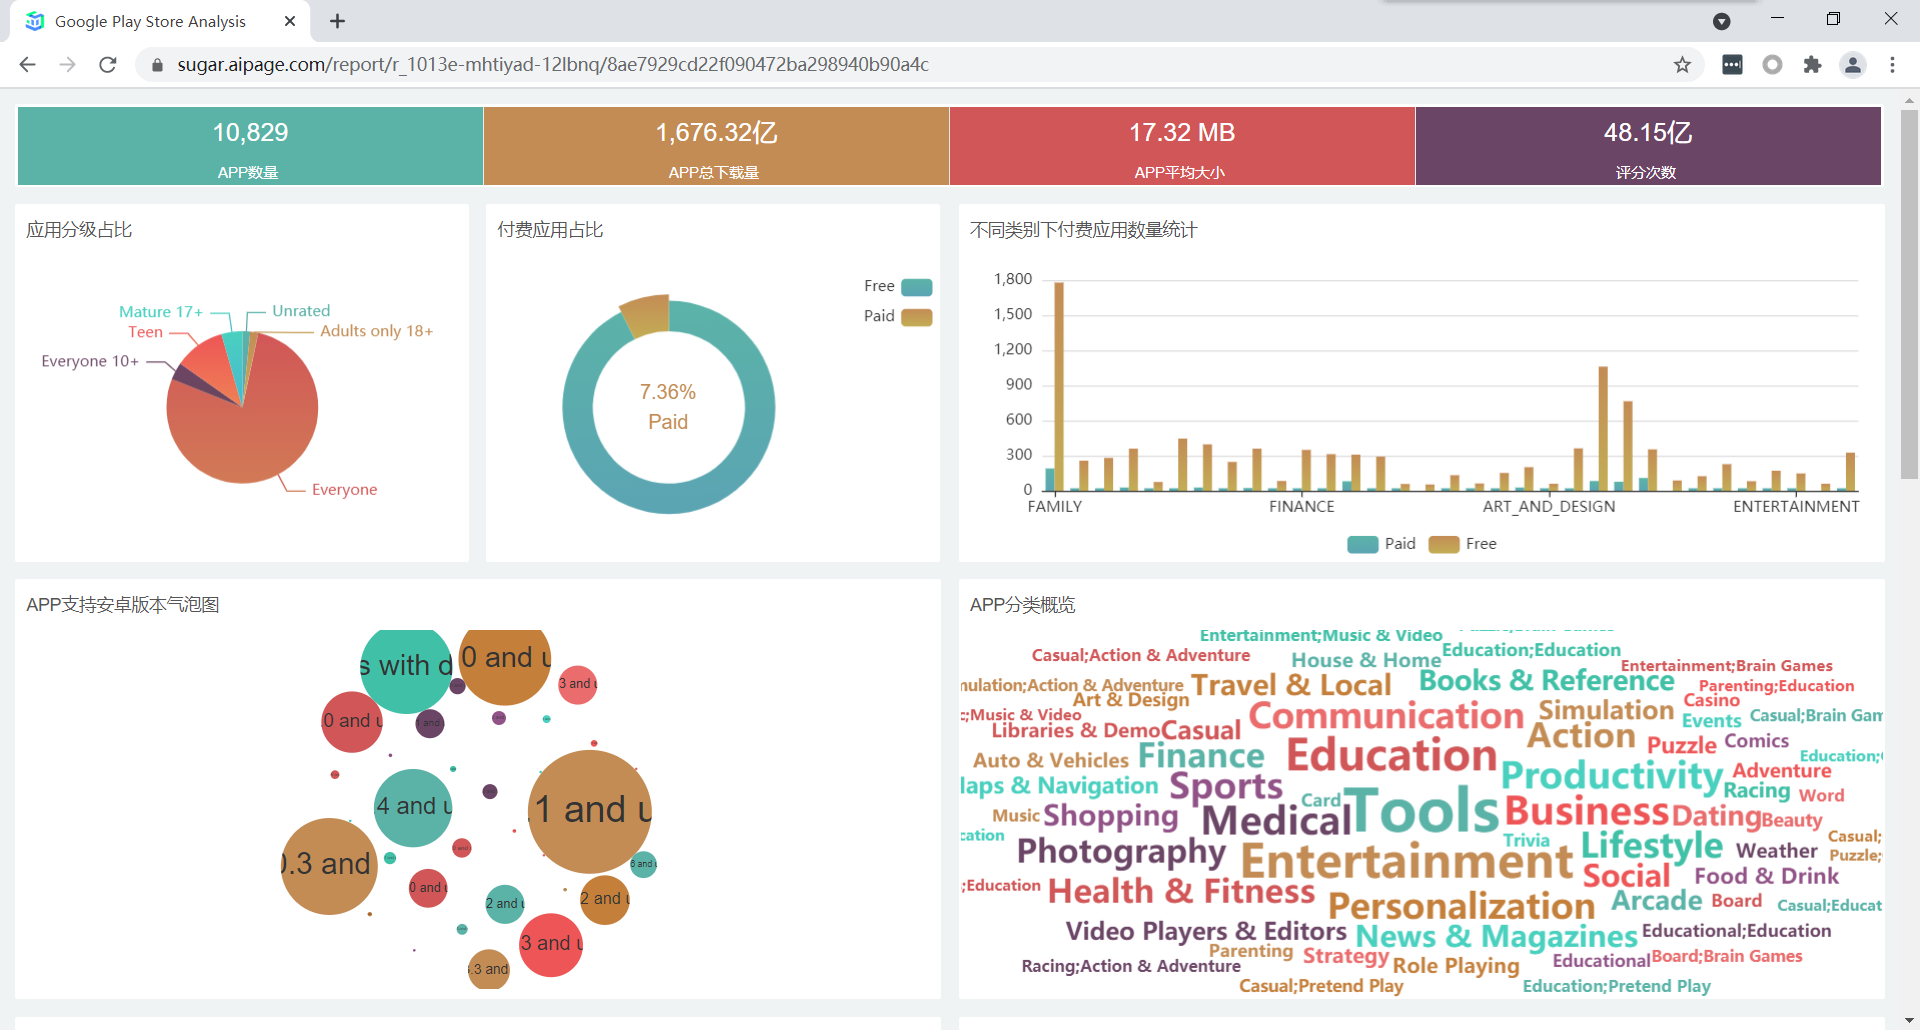 Google Play Store Analysis
sugar.aipage.com/report/r_1013e-mhtiyad-12lbnq/8ae7929cd22f090472ba298940b90a4c
10,829
APP数量
1,676.32亿
APP总下载量
17.32 MB
APP平均大小
48.15亿
评分次数
应用分级占比
Mature 17+
Unrated
Teen
Adults only 18+
Everyone 10+
Everyone
付费应用占比
Free
Paid
7.36%
Paid
不同类别下付费应用数量统计
1,800
1,500
1,200
900
600
300
0
FAMILY
FINANCE
ART_AND_DESIGN
ENTERTAINMENT
Paid
Free
APP支持安卓版本气泡图
s with d
0 and u
3 and u
0 and u
1 and
4 and u
.1 and u
0.3 and
6 and u
0 and u
2 and u
2 and u
3 and u
.3 and
APP分类概览
Entertainment;Music & Video
Casual;Action & Adventure
House & Home
Education;Education
Entertainment;Brain Games
mulation;Action & Adventure
Travel & Local
Books & Reference
Parenting;Education
Art & Design
Casino
c;Music & Video
Communication
Simulation
Events
Casual;Brain Gam
Libraries & Demo
Casual
Action
Puzzle
Comics
Auto & Vehicles
Finance
Education
Education;
Adventure
Maps & Navigation
Sports
Productivity
Racing
Word
Card
Music
Shopping
Medical
Tools
Business
Dating
Beauty
cation
Trivia
Casual;
Photography
Entertainment
Lifestyle
Weather
Puzzle;
;Education
Health & Fitness
Social
Food & Drink
Personalization
Arcade
Board
Casual;Educat
Video Players & Editors
News & Magazines
Educational;Education
Parenting
Strategy
Educational
Board;Brain Games
Racing;Action & Adventure
Role Playing
Casual;Pretend Play
Education;Pretend Play